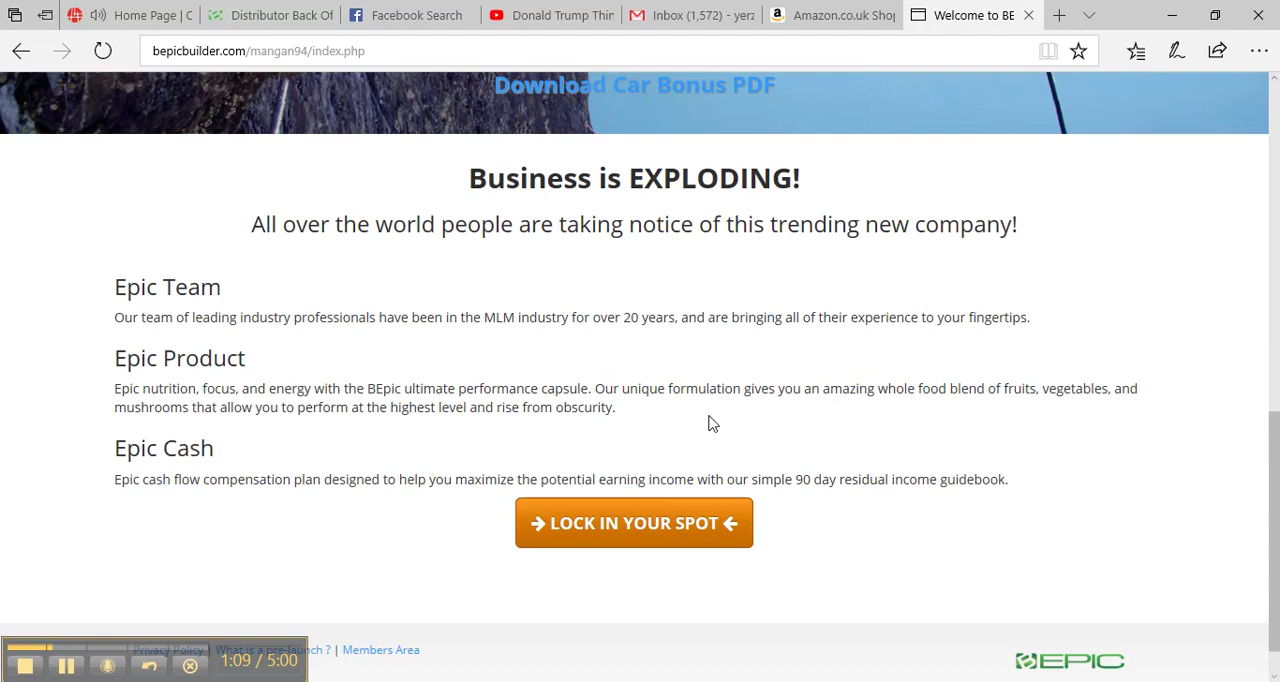 Home Page | C
Distributor Back Of
Facebook Search
Donald Trump Thin
Inbox (1,572) - yerz
Amazon.co.uk Sho
Welcome to BE
bepicbuilder.com/mangan94/index.php
Download Car Bonus PDF
Business is EXPLODING!
All over the world people are taking notice of this trending new company!
Epic Team
Our team of leading industry professionals have been in the MLM industry for over 20 years, and are bringing all of their experience to your fingertips.
Epic Product
Epic nutrition, focus, and energy with the BEpic ultimate performance capsule. Our unique formulation gives you an amazing whole food blend of fruits, vegetables, and
mushrooms that allow you to perform at the highest level and rise from obscurity.
Epic Cash
Epic cash flow compensation plan designed to help you maximize the potential earning income with our simple 90 day residual income guidebook.
LOCK IN YOUR SPOT
Privacy Policy | What is a pre-launch ? | Members Area
1:09 / 5:00
BEPIC